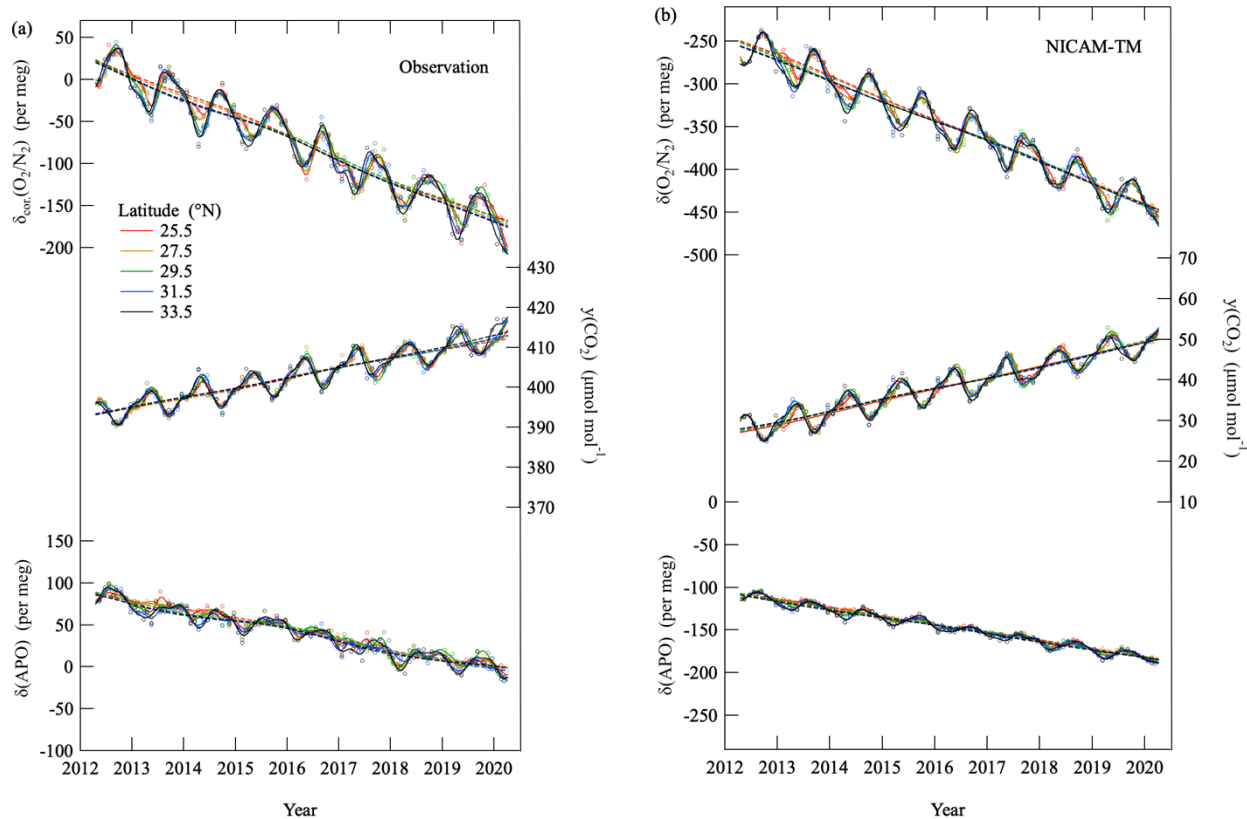 (a)
Observation
δcor.(O₂/N₂) (per meg)
50
0
-50
-100
-150
-200
Latitude (°N)
25.5
27.5
29.5
31.5
33.5
430
420
410
400
390
380
370
y(CO₂) (μmol mol⁻¹)
δ(APO) (per meg)
150
100
50
0
-50
-100
2012 2013 2014 2015 2016 2017 2018 2019 2020
Year
(b)
NICAM-TM
δ(O₂/N₂) (per meg)
-250
-300
-350
-400
-450
-500
70
60
50
40
30
20
10
y(CO₂) (μmol mol⁻¹)
δ(APO) (per meg)
0
-50
-100
-150
-200
-250
2012 2013 2014 2015 2016 2017 2018 2019 2020
Year